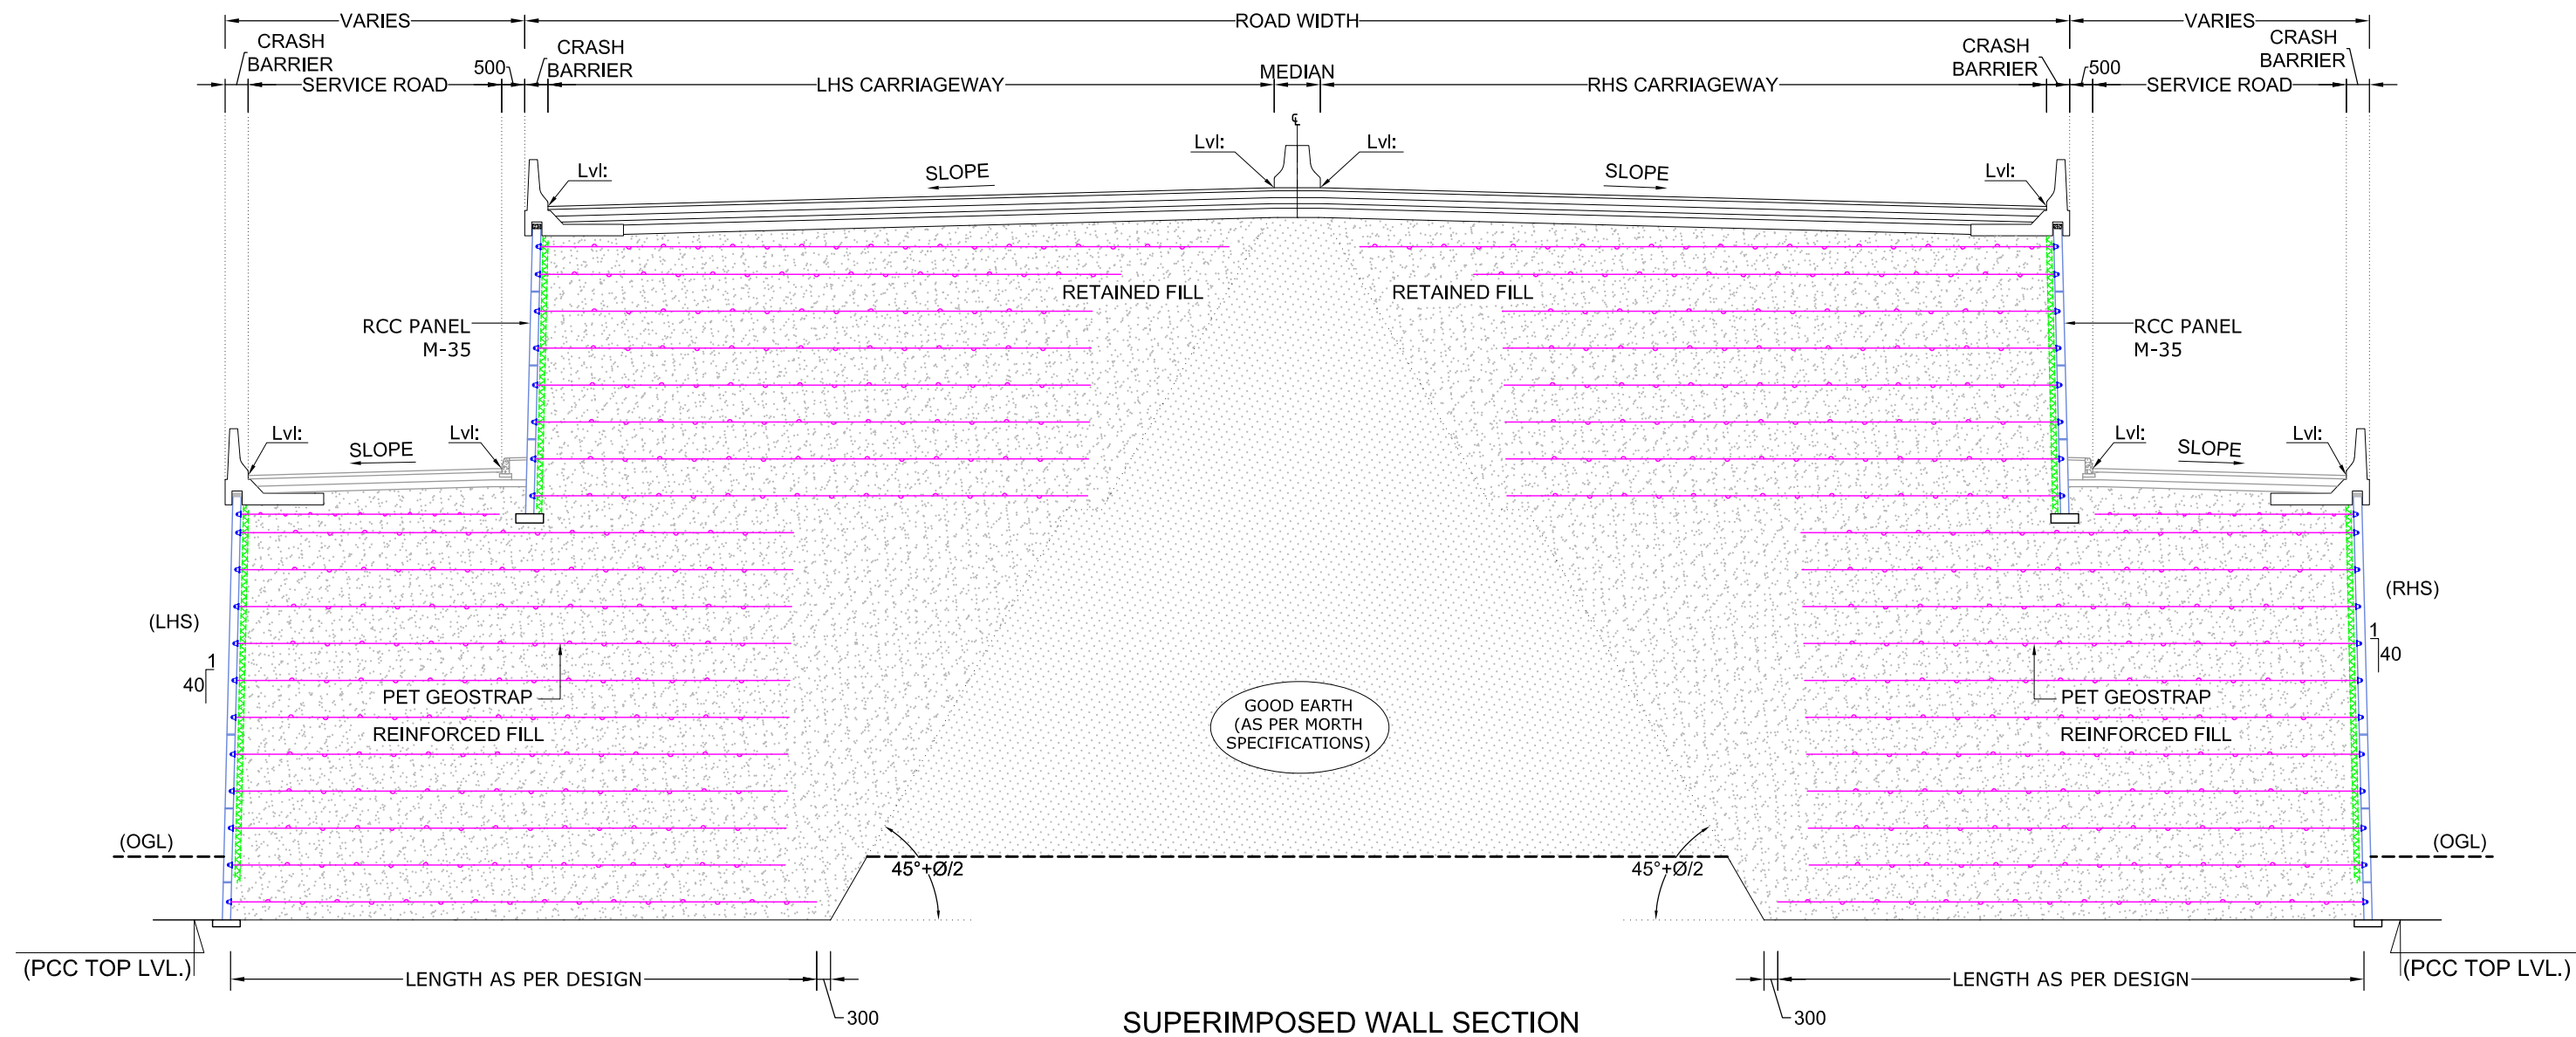 VARIES
ROAD WIDTH
VARIES
CRASH
BARRIER
CRASH
BARRIER
CRASH
BARRIER
CRASH
BARRIER
SERVICE ROAD
500
LHS CARRIAGEWAY
MEDIAN
RHS CARRIAGEWAY
500
SERVICE ROAD
℄
Lvl:
Lvl:
Lvl:
Lvl:
SLOPE
SLOPE
RETAINED FILL
RETAINED FILL
RCC PANEL
M-35
RCC PANEL
M-35
Lvl:
SLOPE
Lvl:
Lvl:
SLOPE
Lvl:
(LHS)
(RHS)
1
40
1
40
PET GEOSTRAP
PET GEOSTRAP
REINFORCED FILL
REINFORCED FILL
GOOD EARTH
(AS PER MORTH
SPECIFICATIONS)
(OGL)
(OGL)
45°+Ø/2
45°+Ø/2
(PCC TOP LVL.)
(PCC TOP LVL.)
LENGTH AS PER DESIGN
LENGTH AS PER DESIGN
300
300
SUPERIMPOSED WALL SECTION